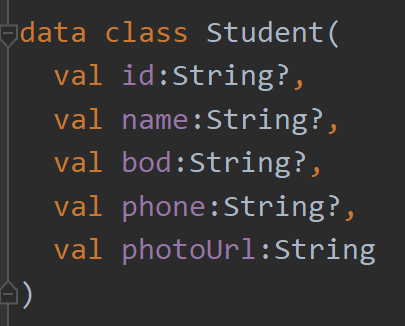 data class Student(
val id:String?,
val name:String?,
val bod:String?,
val phone:String?,
val photoUrl:String
)